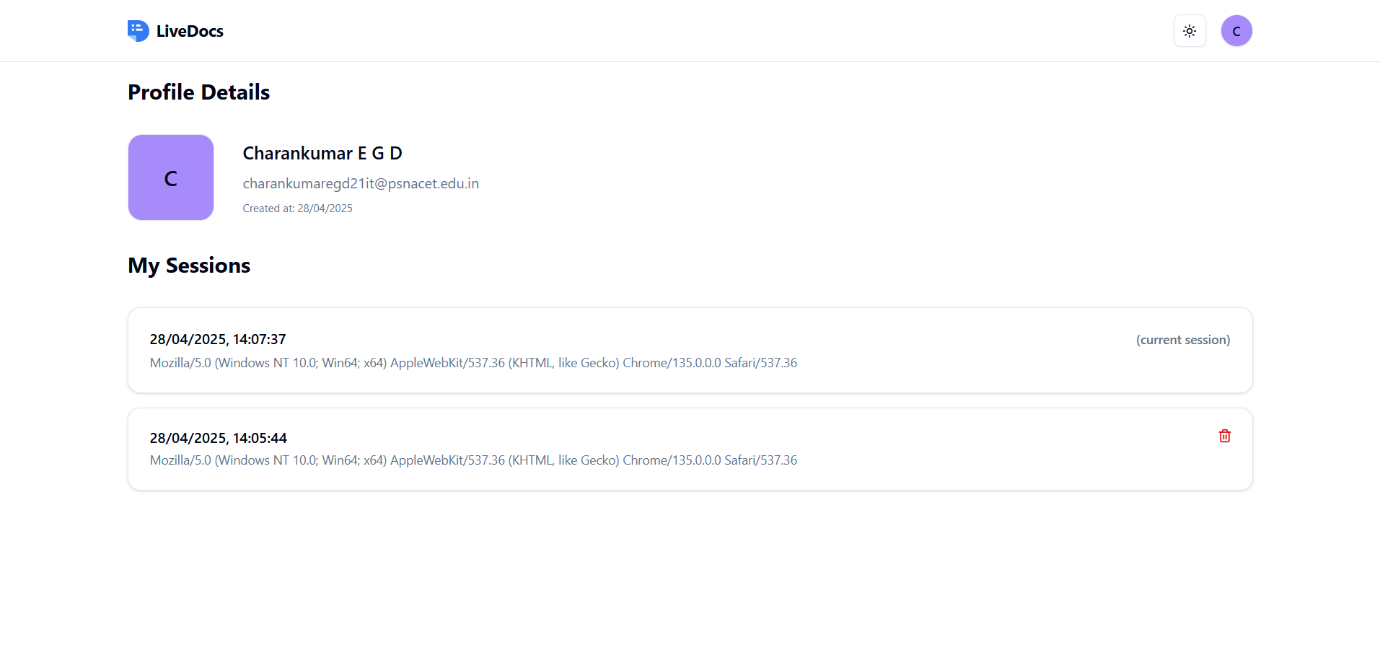 LiveDocs
C
Profile Details
C
Charankumar E G D
charankumaregd21it@psnacet.edu.in
Created at: 28/04/2025
My Sessions
28/04/2025, 14:07:37
(current session)
Mozilla/5.0 (Windows NT 10.0; Win64; x64) AppleWebKit/537.36 (KHTML, like Gecko) Chrome/135.0.0.0 Safari/537.36
28/04/2025, 14:05:44
Mozilla/5.0 (Windows NT 10.0; Win64; x64) AppleWebKit/537.36 (KHTML, like Gecko) Chrome/135.0.0.0 Safari/537.36